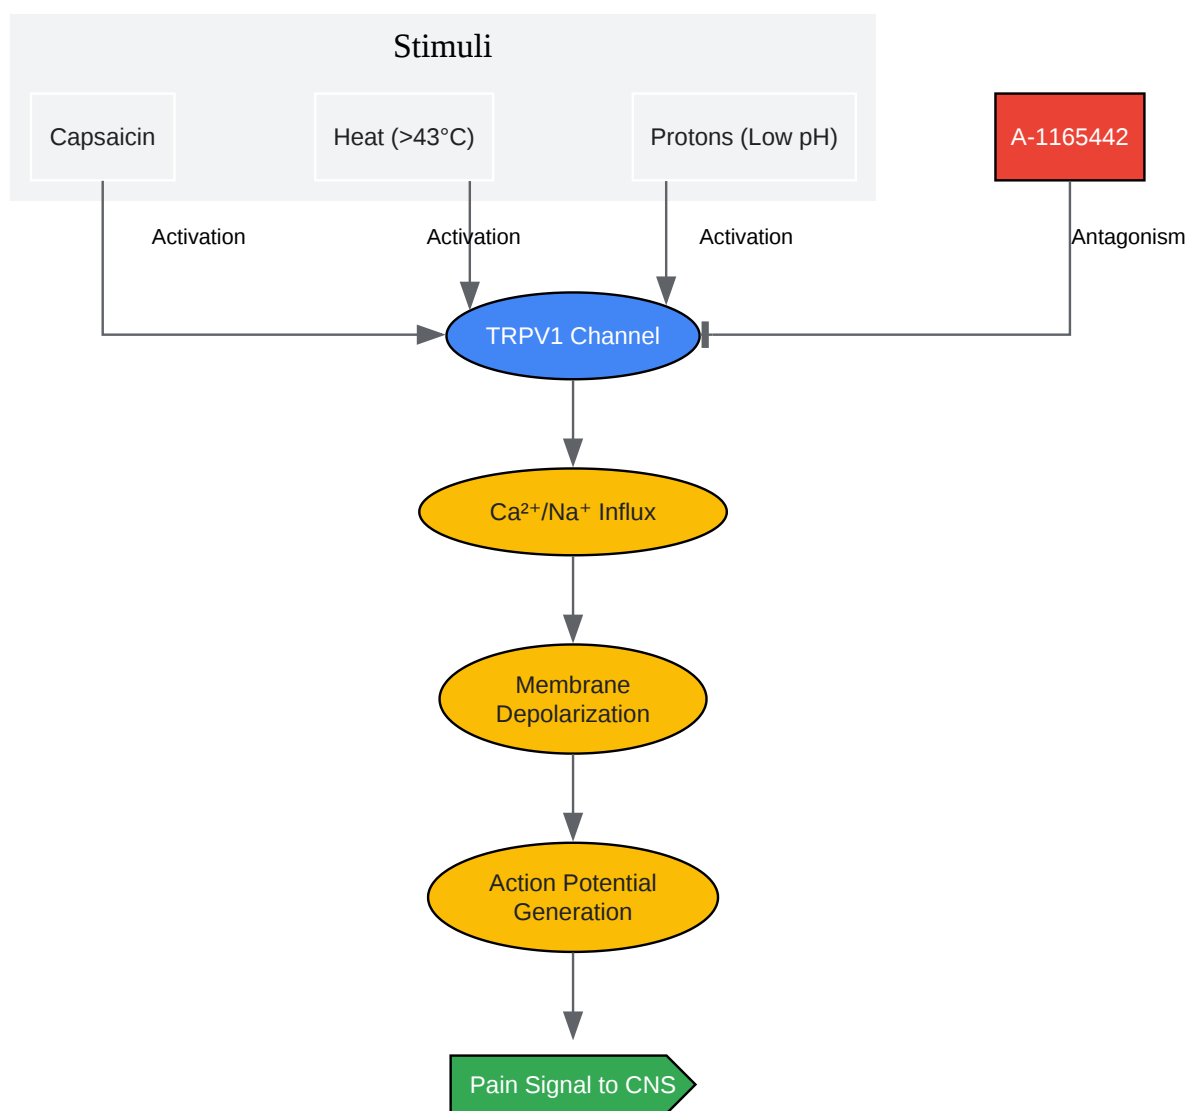 Stimuli
Capsaicin
Heat (>43°C)
Protons (Low pH)
A-1165442
Activation
Activation
Activation
Antagonism
TRPV1 Channel
Ca²⁺/Na⁺ Influx
Membrane
Depolarization
Action Potential
Generation
Pain Signal to CNS